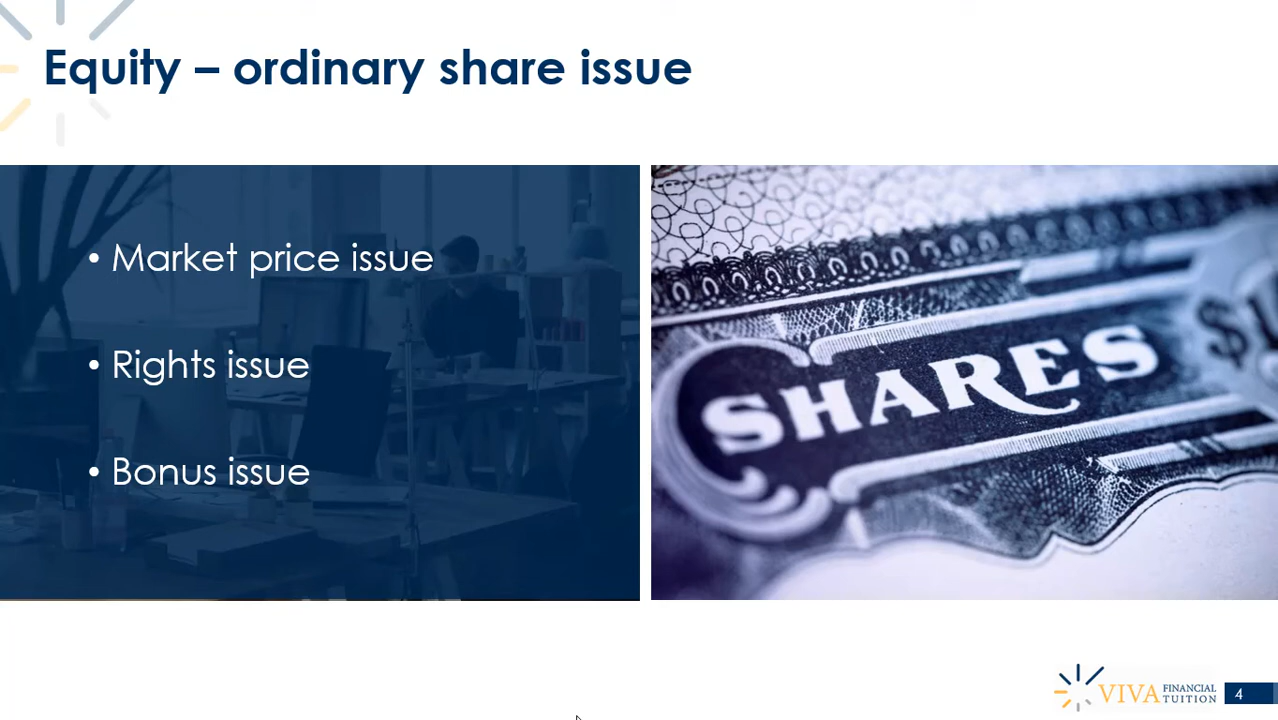 Equity – ordinary share issue
• Market price issue
• Rights issue
• Bonus issue
SHARES
VIVA FINANCIAL TUITION
4